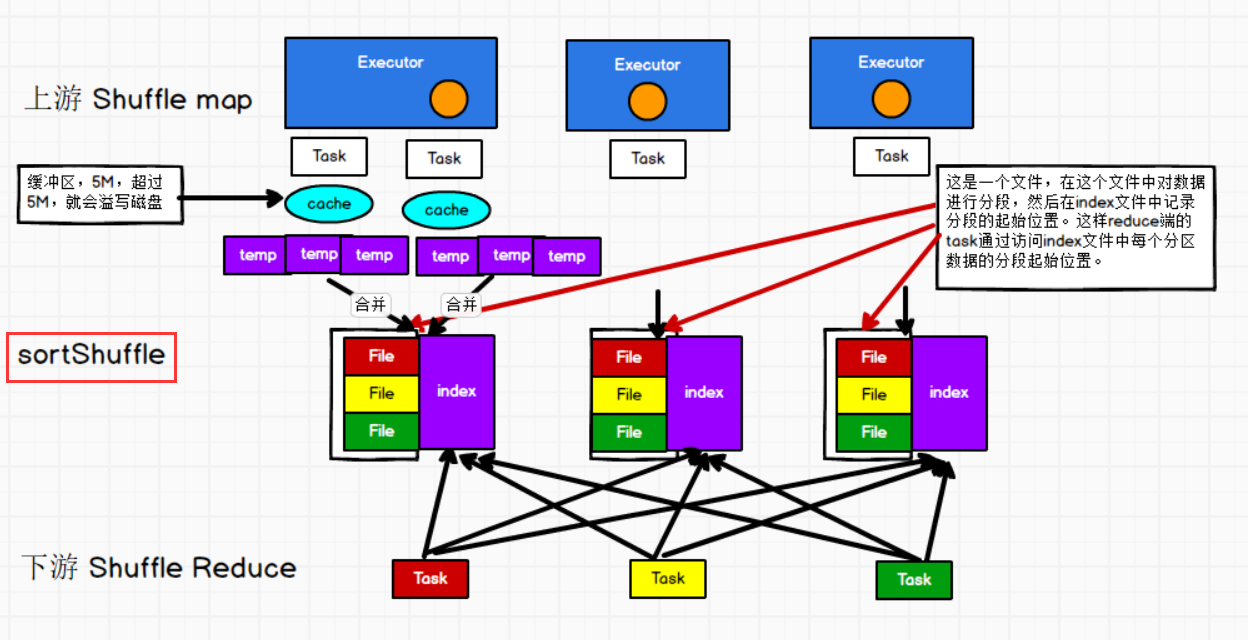 Executor
Executor
Executor
上游 Shuffle map
Task
Task
Task
Task
缓冲区，5M，超过
5M，就会溢写磁盘
cache
cache
这是一个文件，在这个文件中对数据
进行分段，然后在index文件中记录
分段的起始位置。这样reduce端的
task通过访问index文件中每个分区
数据的分段起始位置。
temp
temp
temp
temp
temp
temp
合并
合并
sortShuffle
File
File
File
index
File
File
File
index
File
File
File
index
下游 Shuffle Reduce
Task
Task
Task